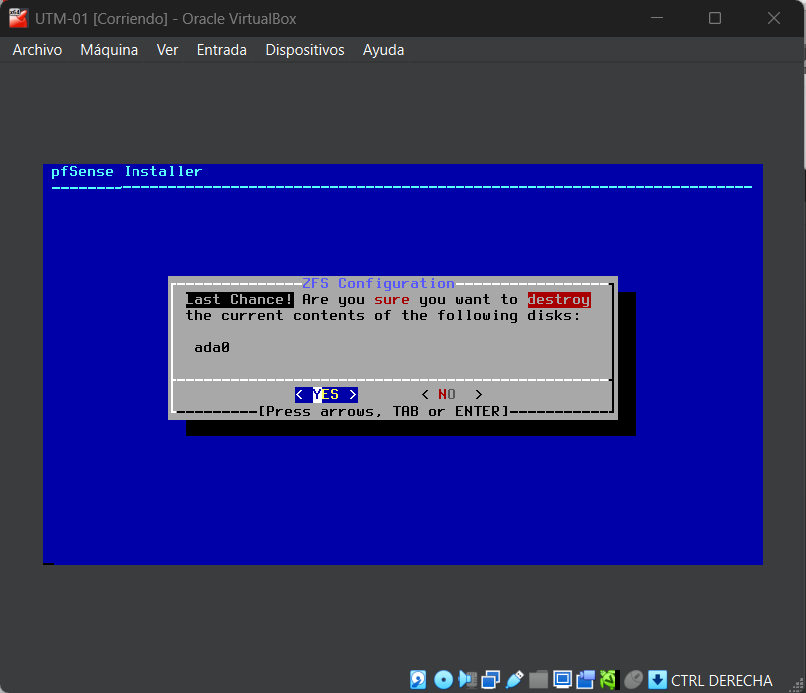 UTM-01 [Corriendo] - Oracle VirtualBox
Archivo Máquina Ver Entrada Dispositivos Ayuda
pfSense Installer
ZFS Configuration
Last Chance! Are you sure you want to destroy
the current contents of the following disks:
ada0
< YES > < NO >
[Press arrows, TAB or ENTER]
CTRL DERECHA